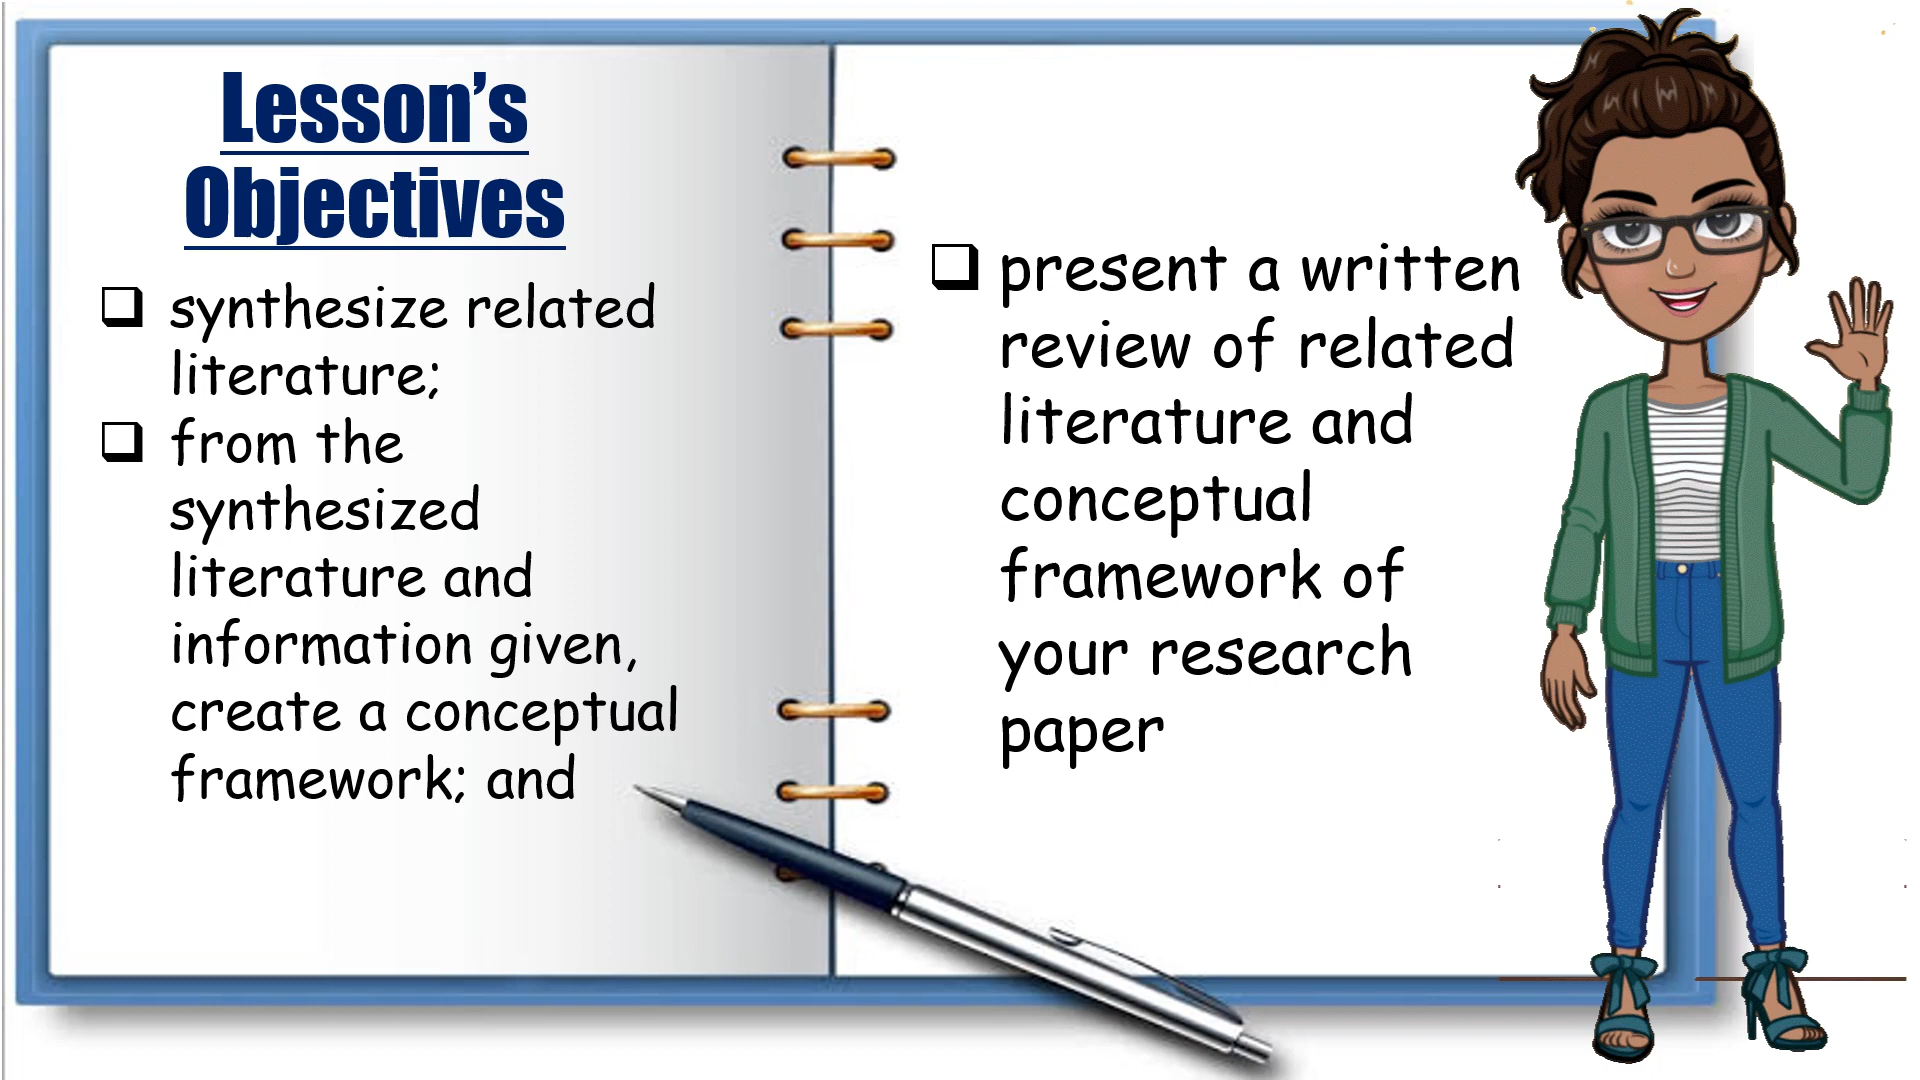 Lesson’s
Objectives
❑ synthesize related
literature;
❑ from the
synthesized
literature and
information given,
create a conceptual
framework; and
❑ present a written
review of related
literature and
conceptual
framework of
your research
paper